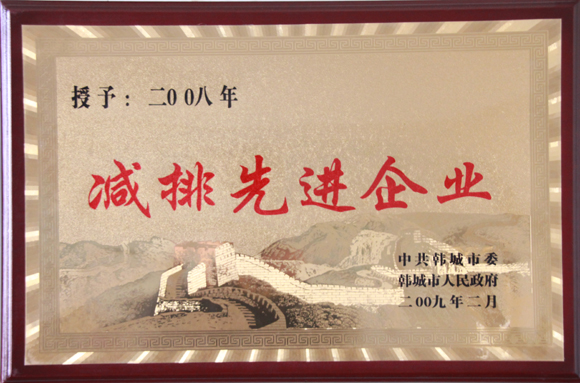 授予：二00八年
减排先进企业
中共韩城市委
韩城市人民政府
二00九年二月